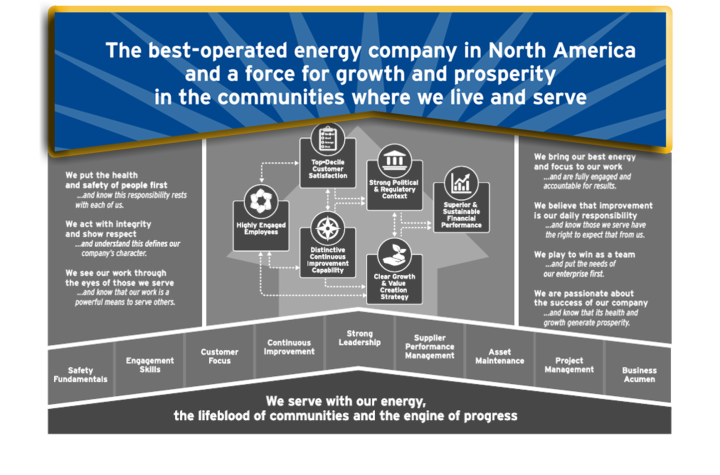 The best-operated energy company in North America
and a force for growth and prosperity
in the communities where we live and serve
We put the health
and safety of people first
...and know this responsibility rests
with each of us.
We act with integrity
and show respect
...and understand this defines our
company's character.
We see our work through
the eyes of those we serve
...and know that our work is a
powerful means to serve others.
Top-Decile
Customer
Satisfaction
Strong Political
& Regulatory
Context
Superior &
Sustainable
Financial
Performance
Highly Engaged
Employees
Distinctive
Continuous
Improvement
Capability
Clear Growth
& Value
Creation
Strategy
We bring our best energy
and focus to our work
...and are fully engaged and
accountable for results.
We believe that improvement
is our daily responsibility
...and know those we serve have
the right to expect that from us.
We play to win as a team
...and put the needs of
our enterprise first.
We are passionate about
the success of our company
...and know that its health and
growth generate prosperity.
Safety
Fundamentals
Engagement
Skills
Customer
Focus
Continuous
Improvement
Strong
Leadership
Supplier
Performance
Management
Asset
Maintenance
Project
Management
Business
Acumen
We serve with our energy,
the lifeblood of communities and the engine of progress